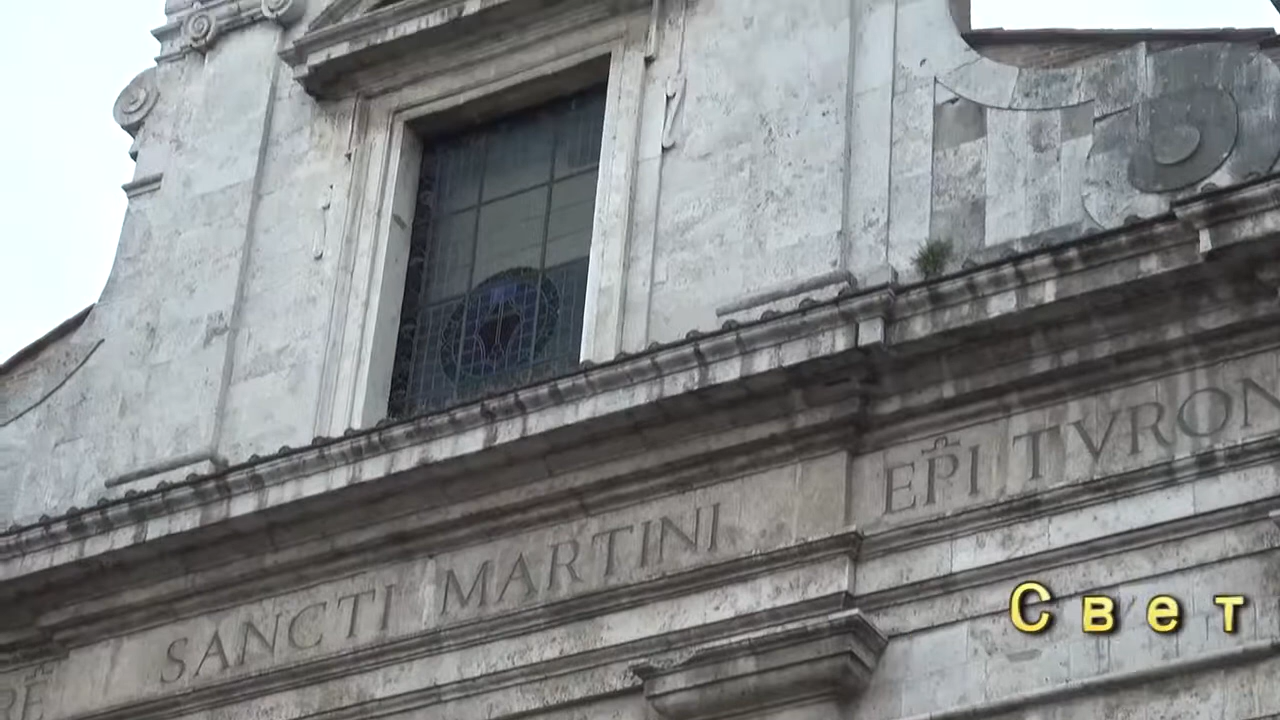 SANCTI MARTINI EPI TVRON
Свет